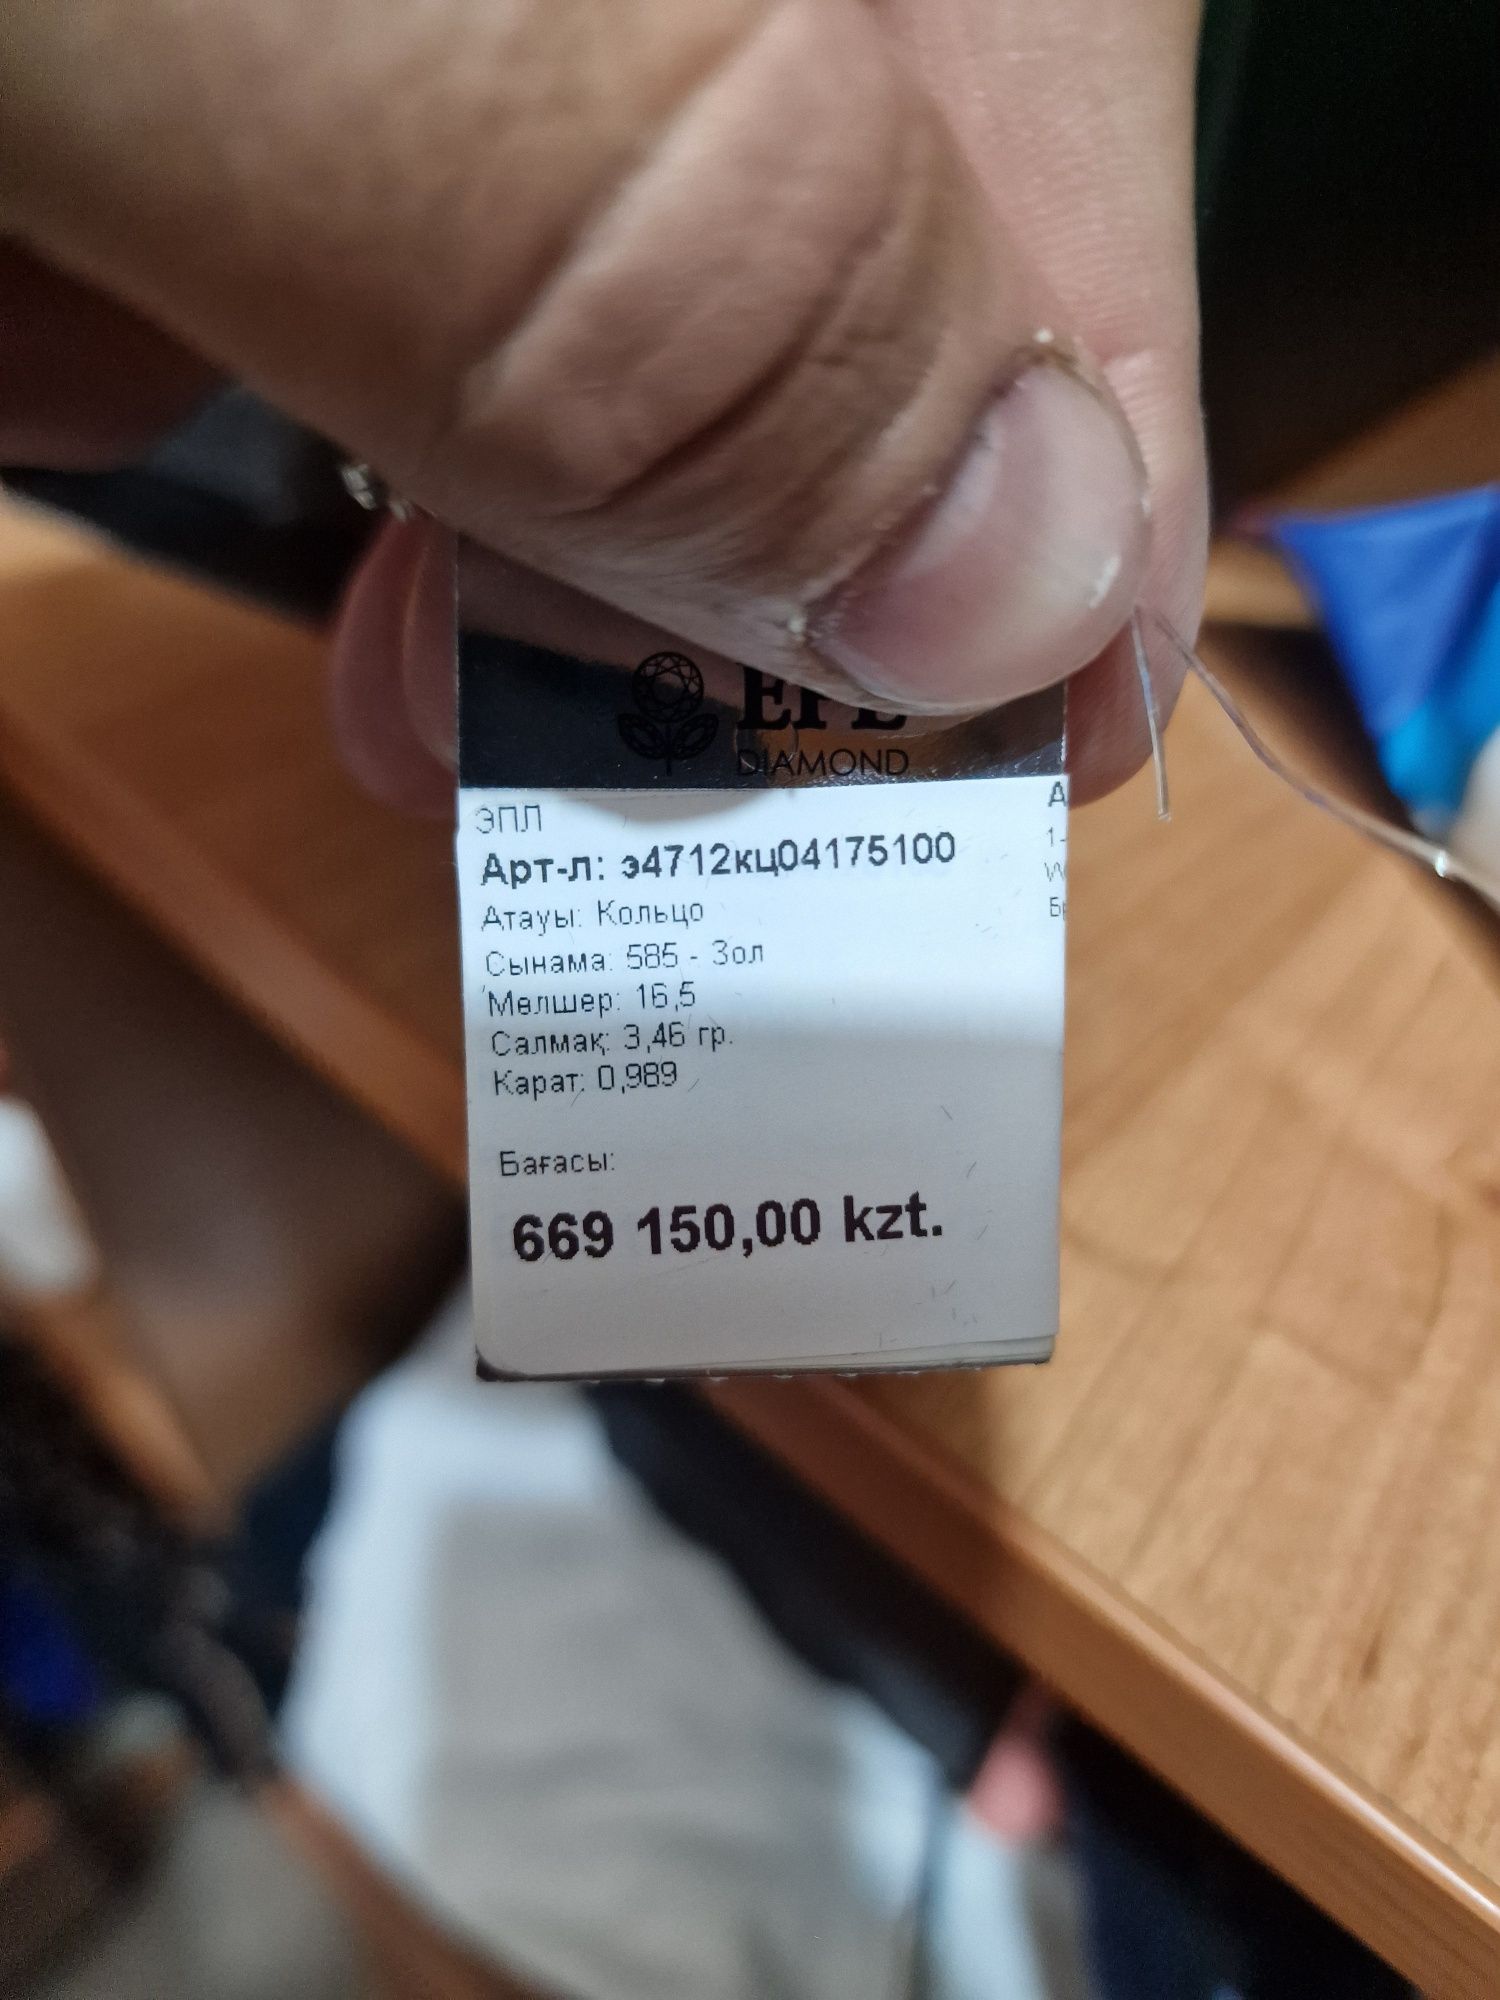 DIAMOND
ЭПЛ
Арт-л: э4712кц04175100
Атауы: Кольцо
Сынама: 585 - Зол
Мөлшер: 16,5
Салмақ: 3,46 гр.
Карат: 0,989
Бағасы:
669 150,00 kzt.